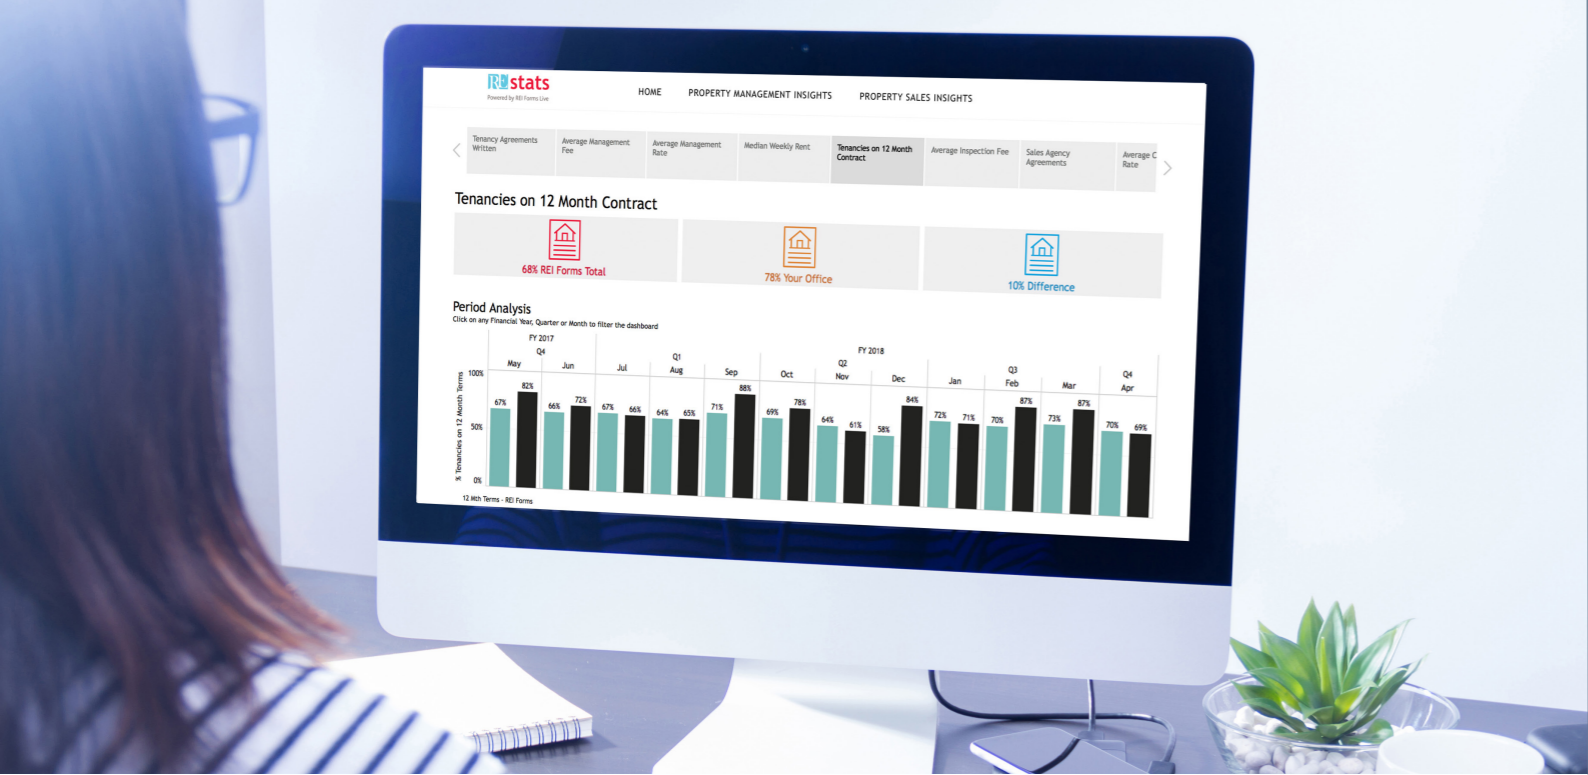 REI stats
Powered by REI Forms Live
HOME PROPERTY MANAGEMENT INSIGHTS PROPERTY SALES INSIGHTS
Tenancy Agreements
Written
Average Management
Fee
Average Management
Rate
Median Weekly Rent
Tenancies on 12 Month
Contract
Average Inspection Fee
Sales Agency
Agreements
Average C
Rate
Tenancies on 12 Month Contract
68% REI Forms Total
78% Your Office
10% Difference
Period Analysis
Click on any Financial Year, Quarter or Month to filter the dashboard
FY 2017 FY 2018
Q4 Q1 Q2 Q3 Q4
May Jun Jul Aug Sep Oct Nov Dec Jan Feb Mar Apr
% Tenancies on 12 Month Terms
100%
50%
0%
67% 82% 66% 72% 67% 66% 64% 65% 71% 88% 69% 78% 64% 61% 58% 84% 72% 71% 70% 87% 73% 87% 70% 69%
12 Mth Terms - REI Forms